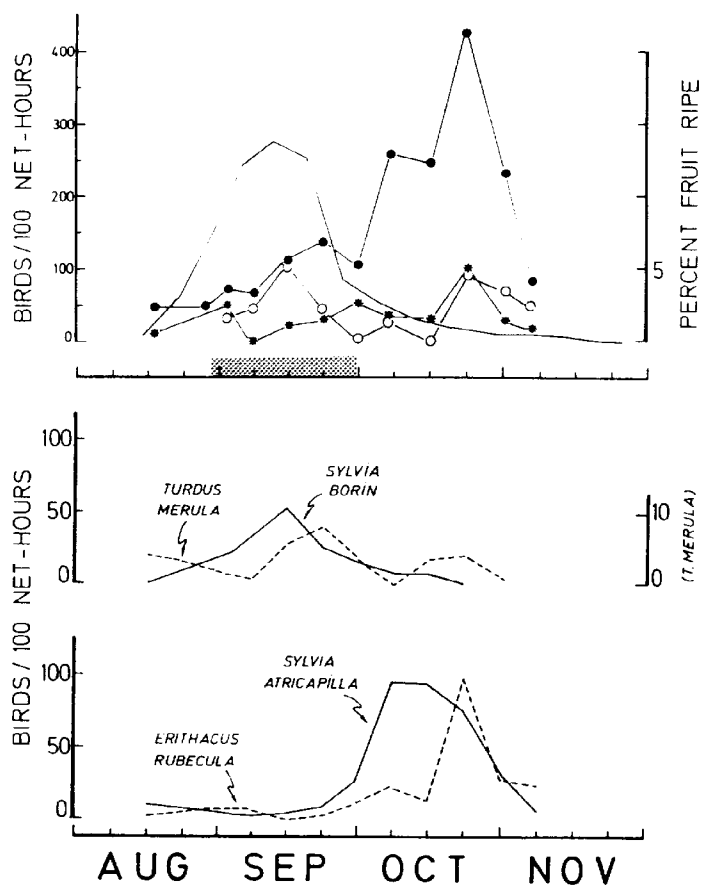 BIRDS/100 NET-HOURS
400
300
200
100
0
5
PERCENT FRUIT RIPE
BIRDS/100 NET-HOURS
100
50
0
TURDUS
MERULA
SYLVIA
BORIN
10
0
(T. MERULA)
100
50
0
SYLVIA
ATRICAPILLA
ERITHACUS
RUBECULA
AUG SEP OCT NOV